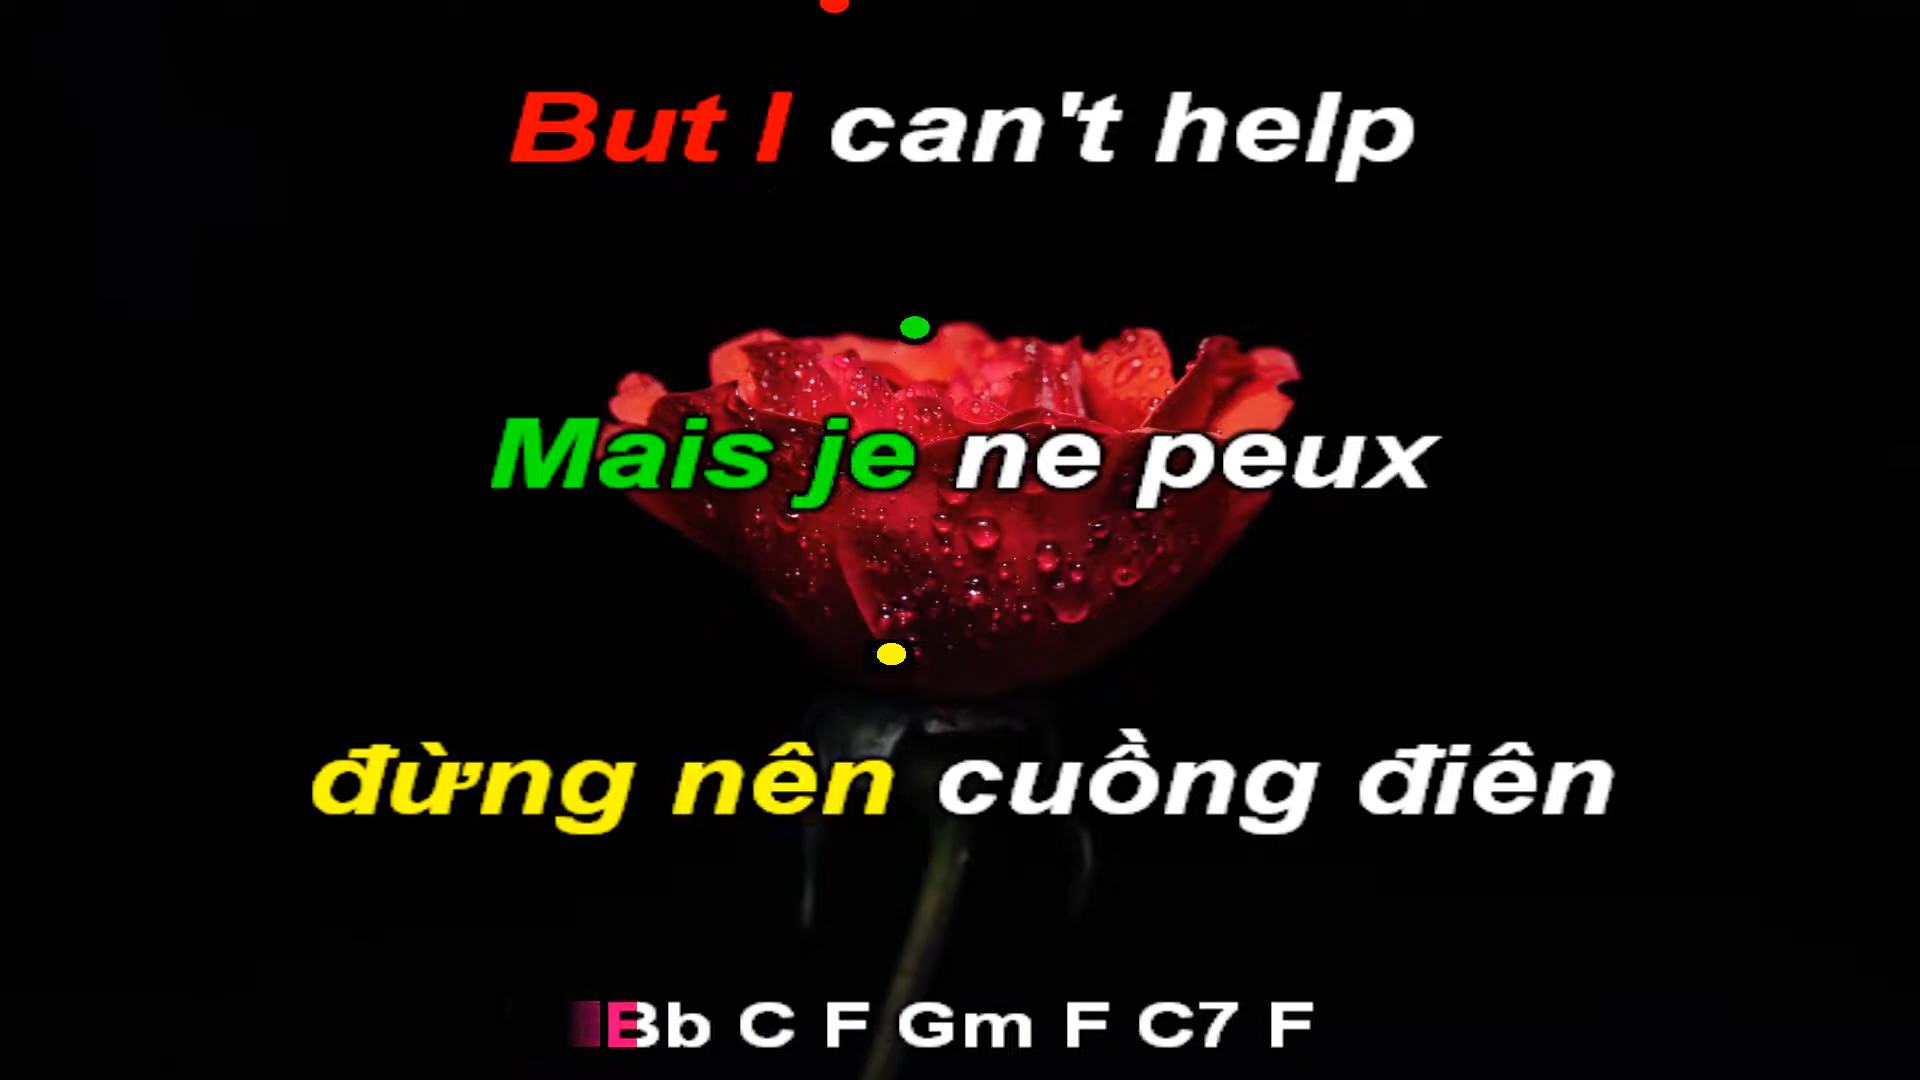 But I can't help
Mais je ne peux
đừng nên cuồng điên
Bb C F Gm F C7 F